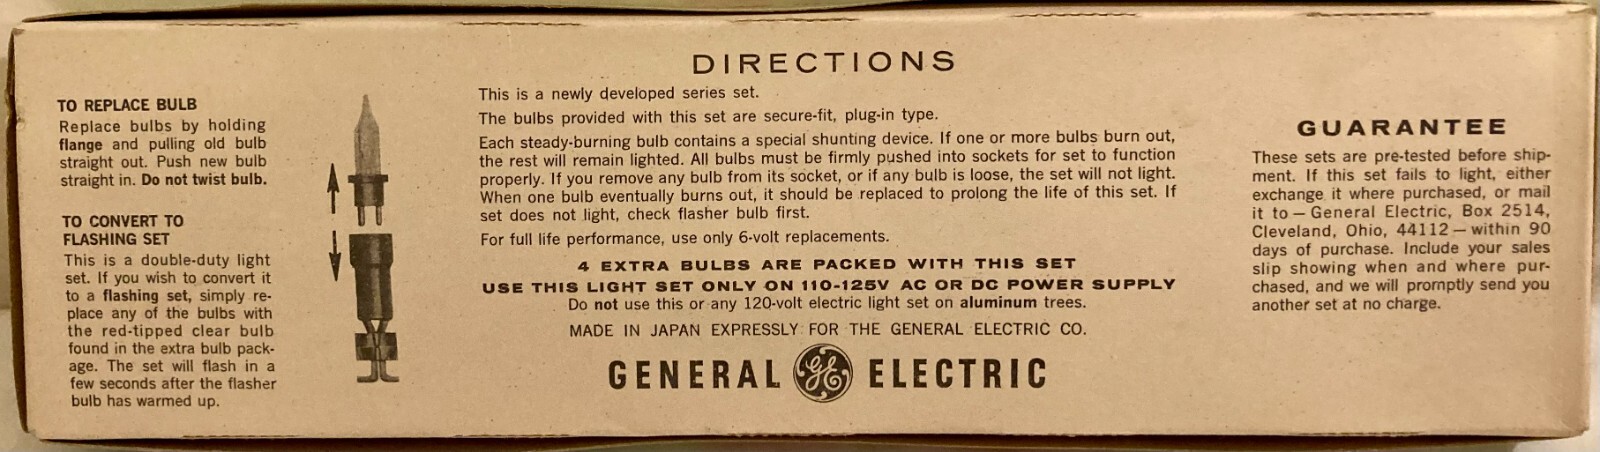 TO REPLACE BULB
Replace bulbs by holding
flange and pulling old bulb
straight out. Push new bulb
straight in. Do not twist bulb.
TO CONVERT TO
FLASHING SET
This is a double-duty light
set. If you wish to convert it
to a flashing set, simply re-
place any of the bulbs with
the red-tipped clear bulb
found in the extra bulb pack-
age. The set will flash in a
few seconds after the flasher
bulb has warmed up.
DIRECTIONS
This is a newly developed series set.
The bulbs provided with this set are secure-fit, plug-in type.
Each steady-burning bulb contains a special shunting device. If one or more bulbs burn out,
the rest will remain lighted. All bulbs must be firmly pushed into sockets for set to function
properly. If you remove any bulb from its socket, or if any bulb is loose, the set will not light.
When one bulb eventually burns out, it should be replaced to prolong the life of this set. If
set does not light, check flasher bulb first.
For full life performance, use only 6-volt replacements.
4 EXTRA BULBS ARE PACKED WITH THIS SET
USE THIS LIGHT SET ONLY ON 110-125V AC OR DC POWER SUPPLY
Do not use this or any 120-volt electric light set on aluminum trees.
MADE IN JAPAN EXPRESSLY FOR THE GENERAL ELECTRIC CO.
GENERAL GE ELECTRIC
GUARANTEE
These sets are pre-tested before ship-
ment. If this set fails to light, either
exchange it where purchased, or mail
it to — General Electric, Box 2514,
Cleveland, Ohio, 44112 — within 90
days of purchase. Include your sales
slip showing when and where pur-
chased, and we will promptly send you
another set at no charge.